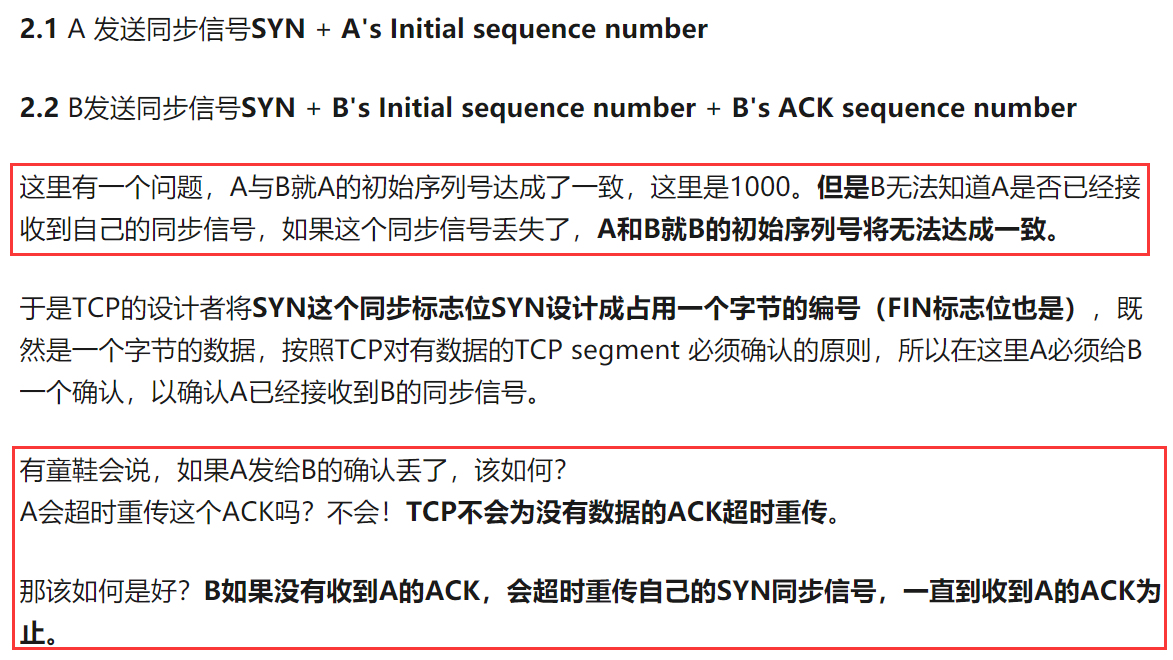 2.1 A 发送同步信号SYN + A's Initial sequence number
2.2 B发送同步信号SYN + B's Initial sequence number + B's ACK sequence number
这里有一个问题，A与B就A的初始序列号达成了一致，这里是1000。但是B无法知道A是否已经接
收到自己的同步信号，如果这个同步信号丢失了，A和B就B的初始序列号将无法达成一致。
于是TCP的设计者将SYN这个同步标志位SYN设计成占用一个字节的编号（FIN标志位也是），既
然是一个字节的数据，按照TCP对有数据的TCP segment 必须确认的原则，所以在这里A必须给B
一个确认，以确认A已经接收到B的同步信号。
有童鞋会说，如果A发给B的确认丢了，该如何？
A会超时重传这个ACK吗？不会！TCP不会为没有数据的ACK超时重传。
那该如何是好？B如果没有收到A的ACK，会超时重传自己的SYN同步信号，一直到收到A的ACK为
止。